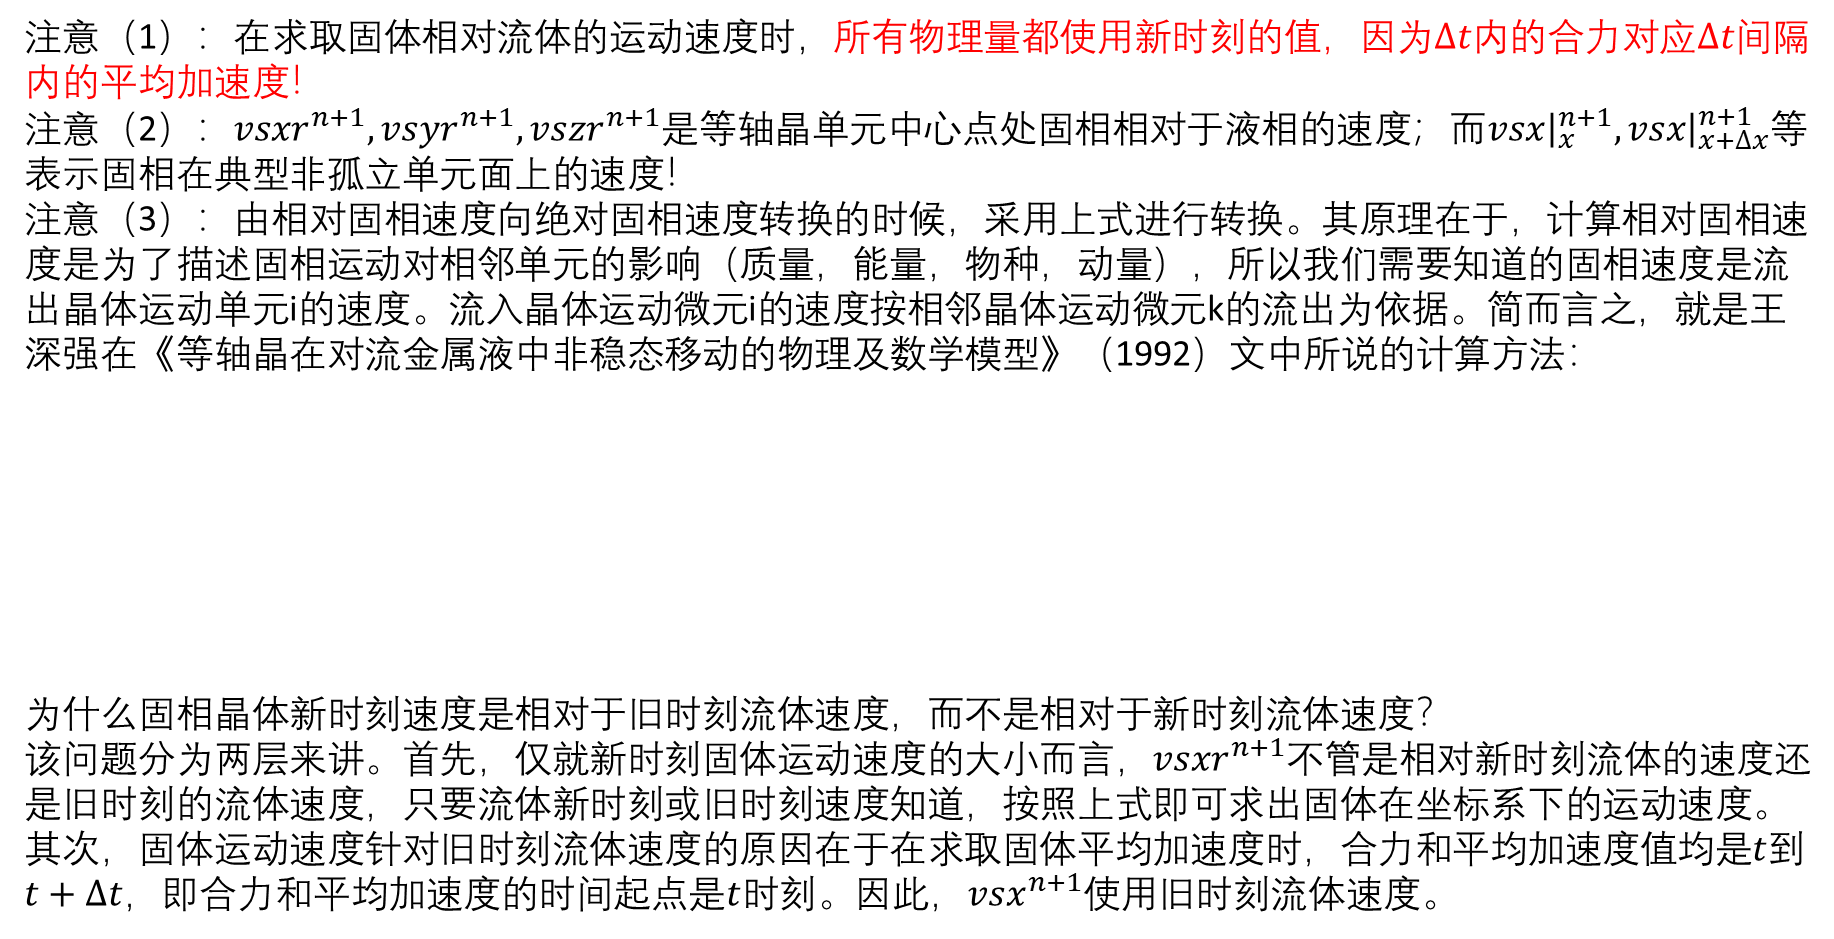 注意（1）：在求取固体相对流体的运动速度时，所有物理量都使用新时刻的值，因为Δt内的合力对应Δt间隔
内的平均加速度！
注意（2）：vsxr^{n+1}, vsyr^{n+1}, vszr^{n+1}是等轴晶单元中心点处固相相对于液相的速度；而vsx|_x^{n+1}, vsx|_{x+Δx}^{n+1}等
表示固相在典型非孤立单元面上的速度！
注意（3）：由相对固相速度向绝对固相速度转换的时候，采用上式进行转换。其原理在于，计算相对固相速
度是为了描述固相运动对相邻单元的影响（质量，能量，物种，动量），所以我们需要知道的固相速度是流
出晶体运动单元i的速度。流入晶体运动微元i的速度按相邻晶体运动微元k的流出为依据。简而言之，就是王
深强在《等轴晶在对流金属液中非稳态移动的物理及数学模型》（1992）文中所说的计算方法：
为什么固相晶体新时刻速度是相对于旧时刻流体速度，而不是相对于新时刻流体速度？
该问题分为两层来讲。首先，仅就新时刻固体运动速度的大小而言，vsxr^{n+1}不管是相对新时刻流体的速度还
是旧时刻的流体速度，只要流体新时刻或旧时刻速度知道，按照上式即可求出固体在坐标系下的运动速度。
其次，固体运动速度针对旧时刻流体速度的原因在于在求取固体平均加速度时，合力和平均加速度值均是t到
t + Δt，即合力和平均加速度的时间起点是t时刻。因此，vsx^{n+1}使用旧时刻流体速度。